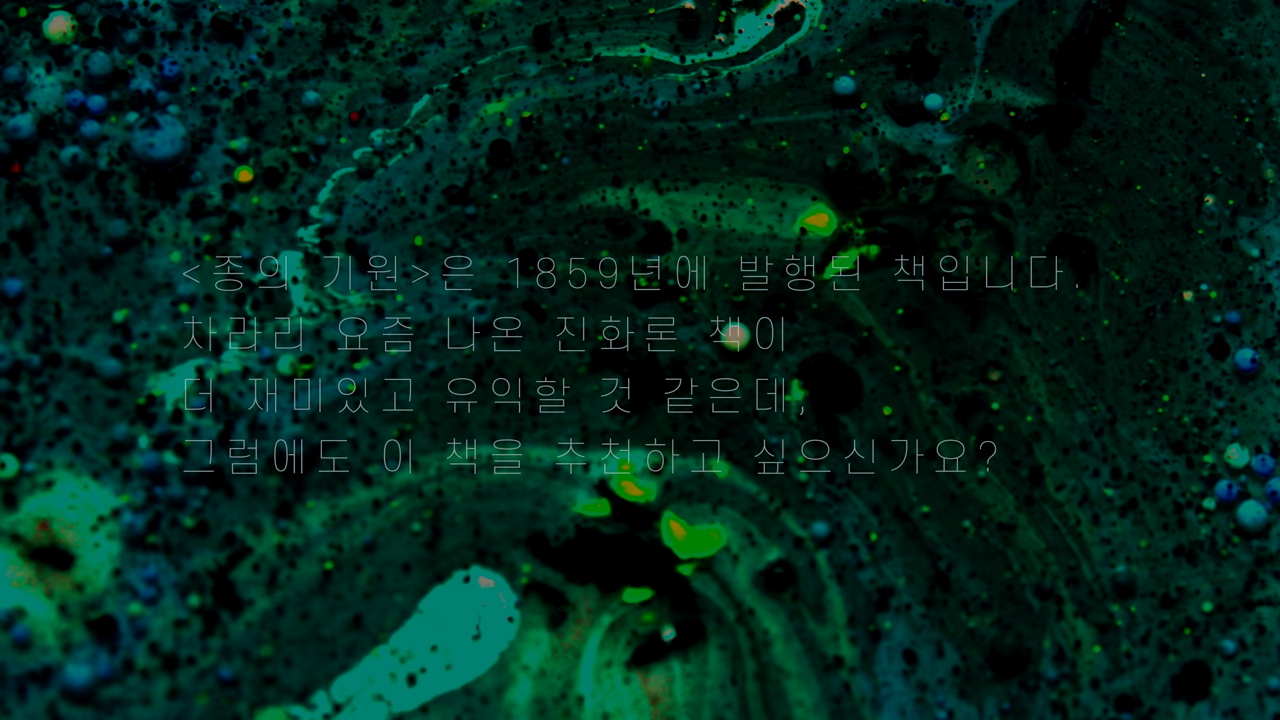 <종의 기원>은 1859년에 발행된 책입니다.
차라리 요즘 나온 진화론 책이
더 재미있고 유익할 것 같은데,
그럼에도 이 책을 추천하고 싶으신가요?